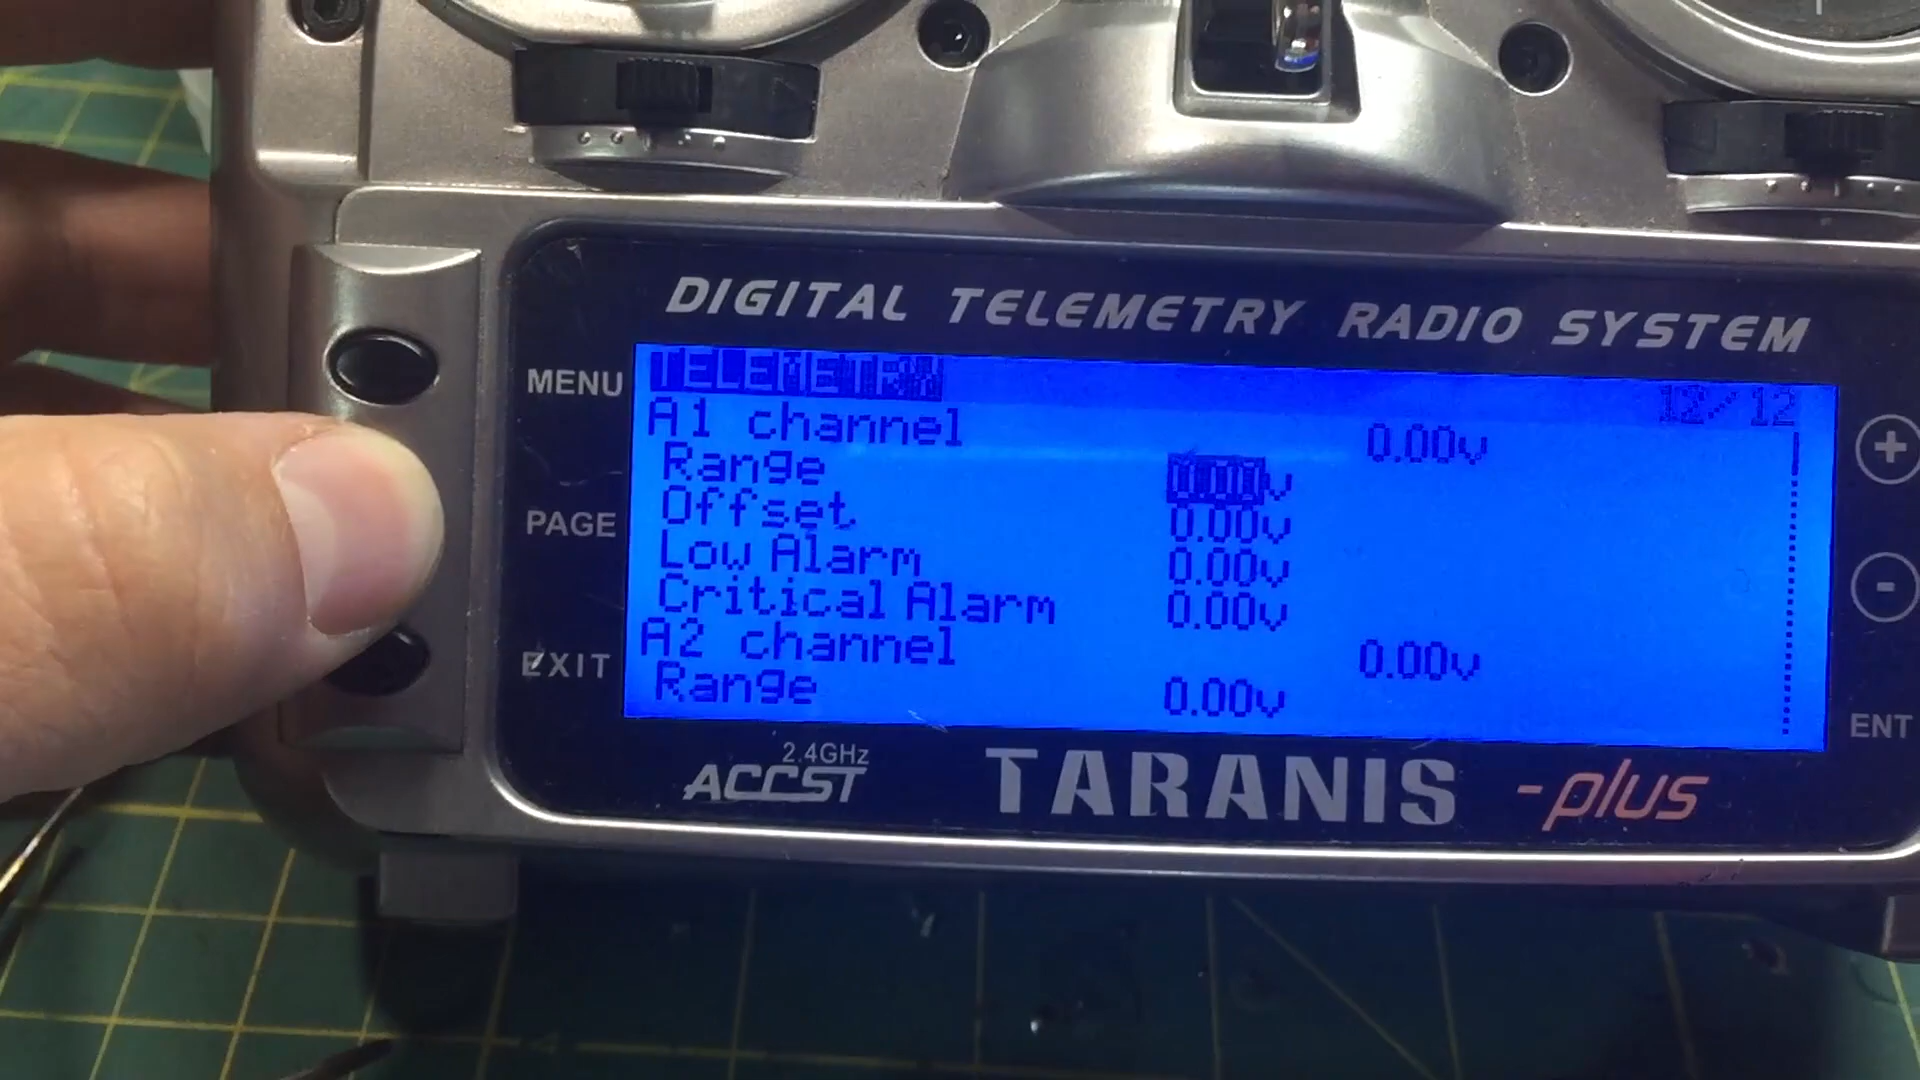 DIGITAL TELEMETRY RADIO SYSTEM
MENU
PAGE
EXIT
TELEMETRY 12/12
A1 channel 0.00v
Range 0.00v
Offset 0.00v
Low Alarm 0.00v
Critical Alarm 0.00v
A2 channel 0.00v
Range 0.00v
+
-
ENT
2.4GHz
ACCST
TARANIS -plus